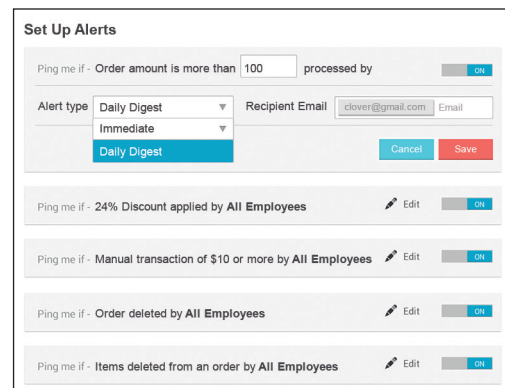 Set Up Alerts
Ping me if - Order amount is more than 100 processed by ON
Alert type Daily Digest Recipient Email clover@gmail.com Email
Immediate
Daily Digest
Cancel Save
Ping me if - 24% Discount applied by All Employees Edit ON
Ping me if - Manual transaction of $10 or more by All Employees Edit ON
Ping me if - Order deleted by All Employees Edit ON
Ping me if - Items deleted from an order by All Employees Edit ON